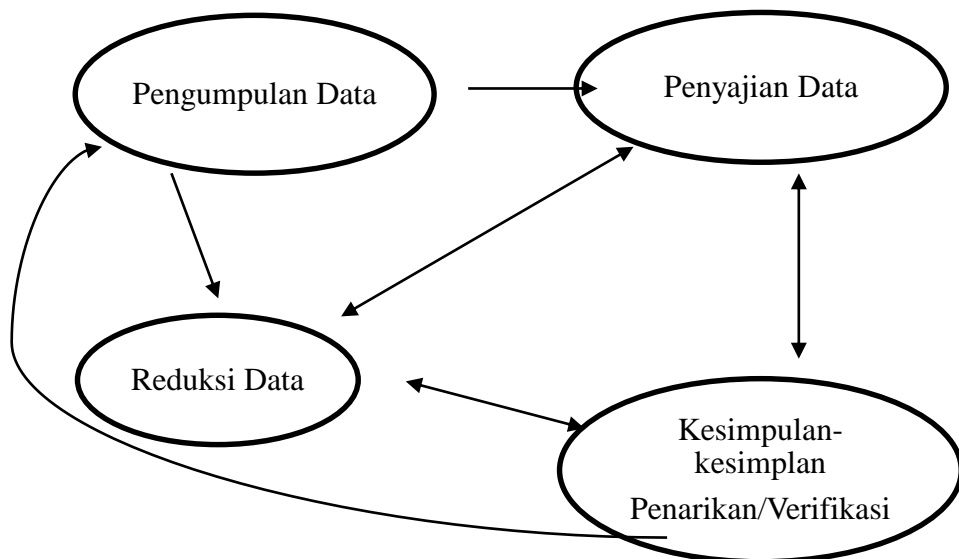 Pengumpulan Data
Penyajian Data
Reduksi Data
Kesimpulan-
kesimplan
Penarikan/Verifikasi